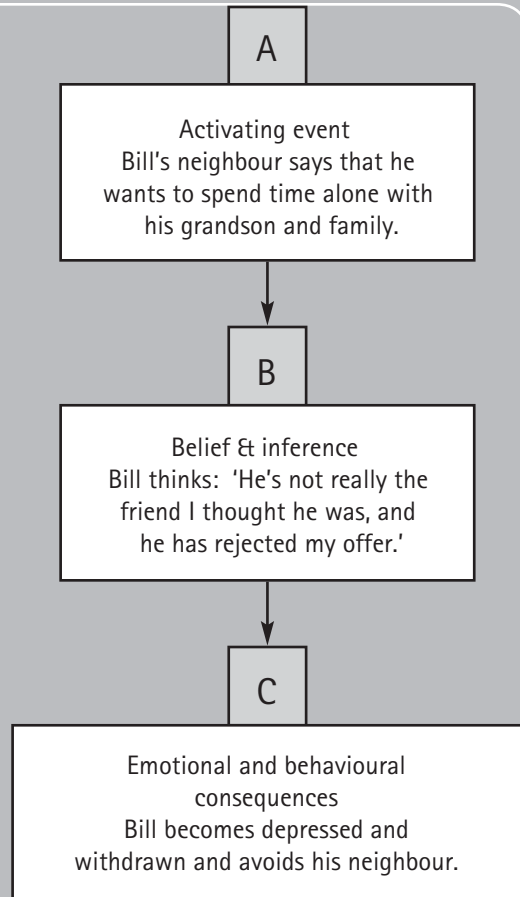 A
Activating event
Bill's neighbour says that he
wants to spend time alone with
his grandson and family.
B
Belief & inference
Bill thinks: 'He's not really the
friend I thought he was, and
he has rejected my offer.'
C
Emotional and behavioural
consequences
Bill becomes depressed and
withdrawn and avoids his neighbour.